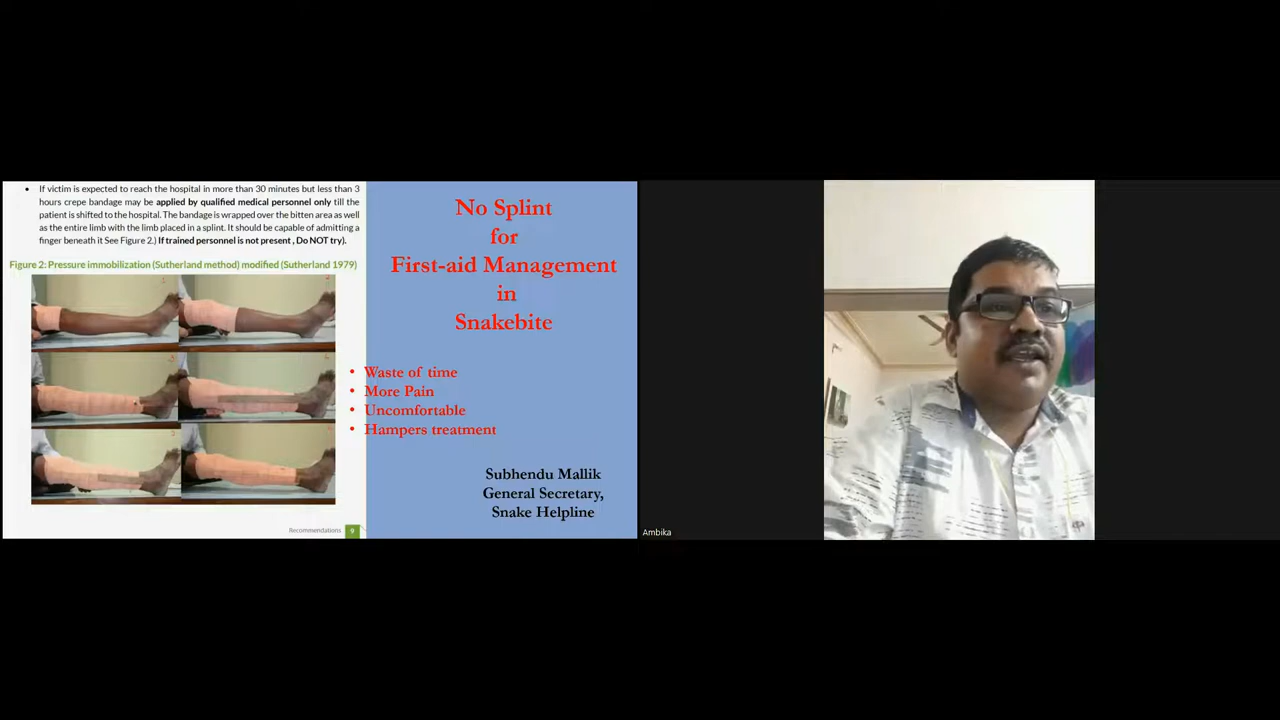 • If victim is expected to reach the hospital in more than 30 minutes but less than 3
hours crepe bandage may be applied by qualified medical personnel only till the
patient is shifted to the hospital. The bandage is wrapped over the bitten area as well
as the entire limb with the limb placed in a splint. It should be capable of admitting a
finger beneath it See Figure 2.) If trained personnel is not present , Do NOT try).
Figure 2: Pressure immobilization (Sutherland method) modified (Sutherland 1979)
Recommendations 9
No Splint
for
First-aid Management
in
Snakebite
• Waste of time
• More Pain
• Uncomfortable
• Hampers treatment
Subhendu Mallik
General Secretary,
Snake Helpline
Ambika